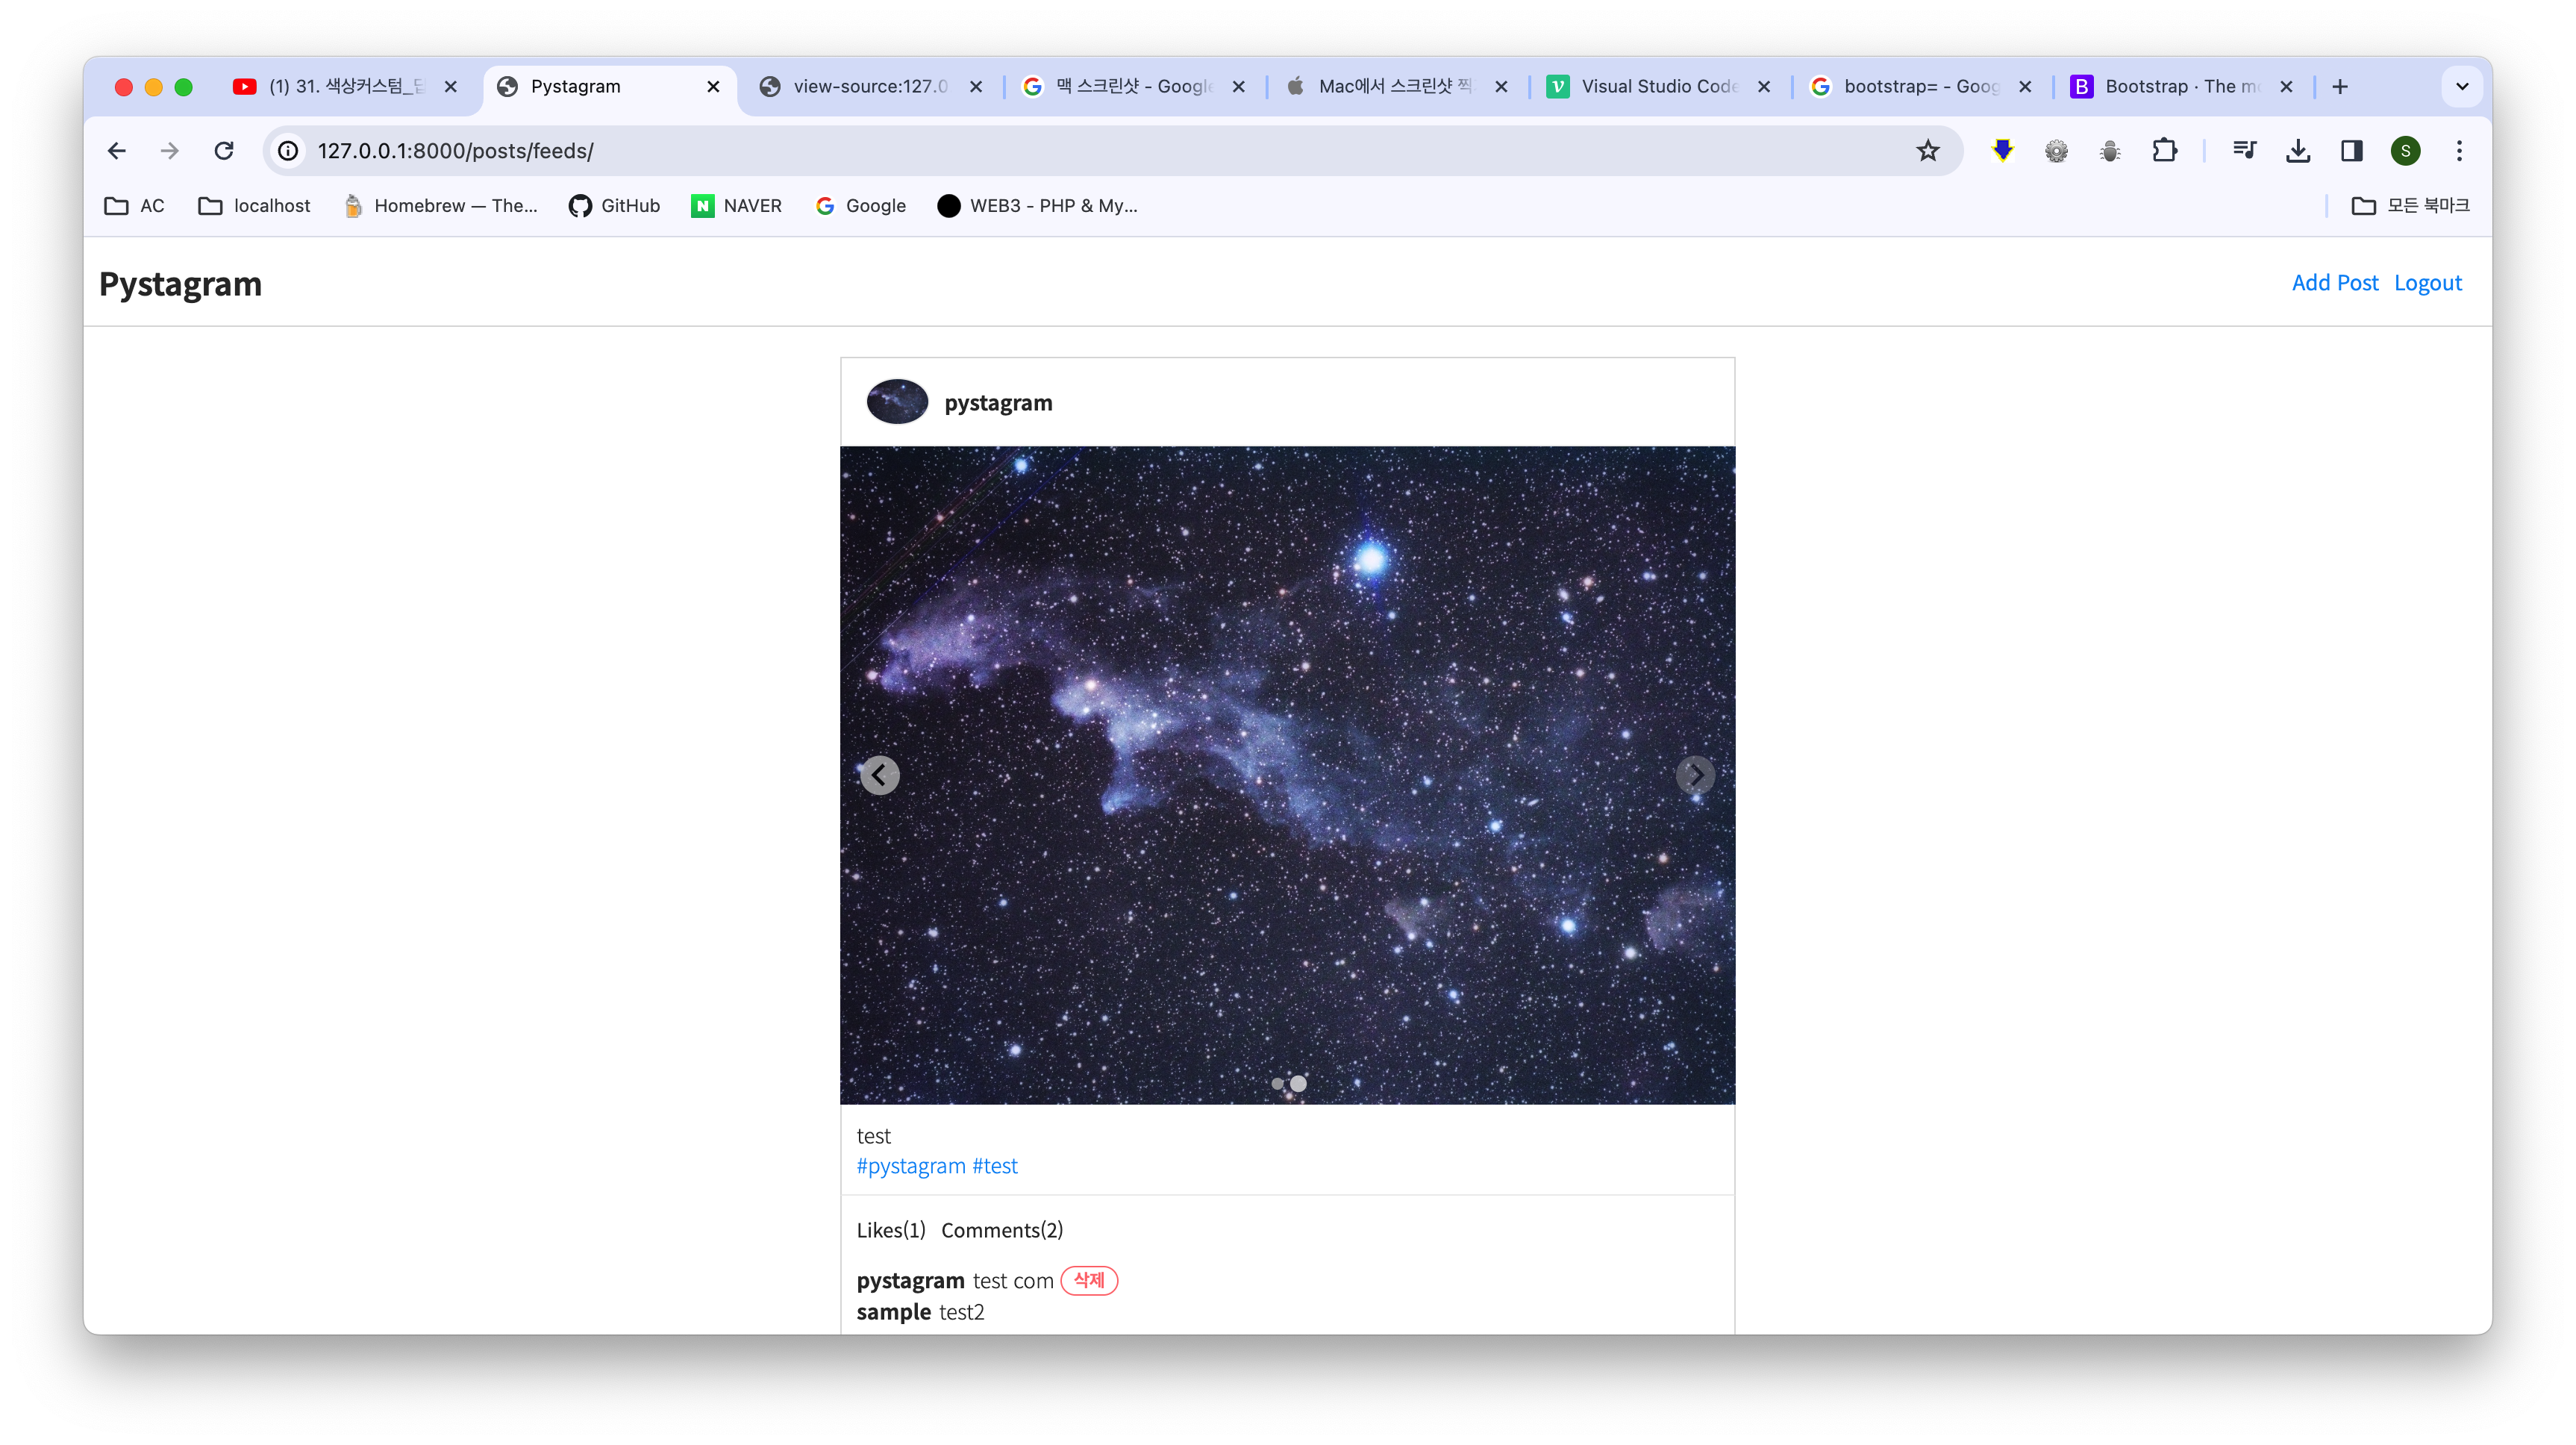 (1) 31. 색상커스텀_
Pystagram
view-source:127.0
맥 스크린샷 - Google
Mac에서 스크린샷 찍
Visual Studio Code
bootstrap= - Goog
Bootstrap · The m
127.0.0.1:8000/posts/feeds/
S
AC
localhost
Homebrew — The...
GitHub
NAVER
Google
WEB3 - PHP & My...
모든 북마크
Pystagram
Add Post Logout
pystagram
test
#pystagram #test
Likes(1) Comments(2)
pystagram test com 삭제
sample test2